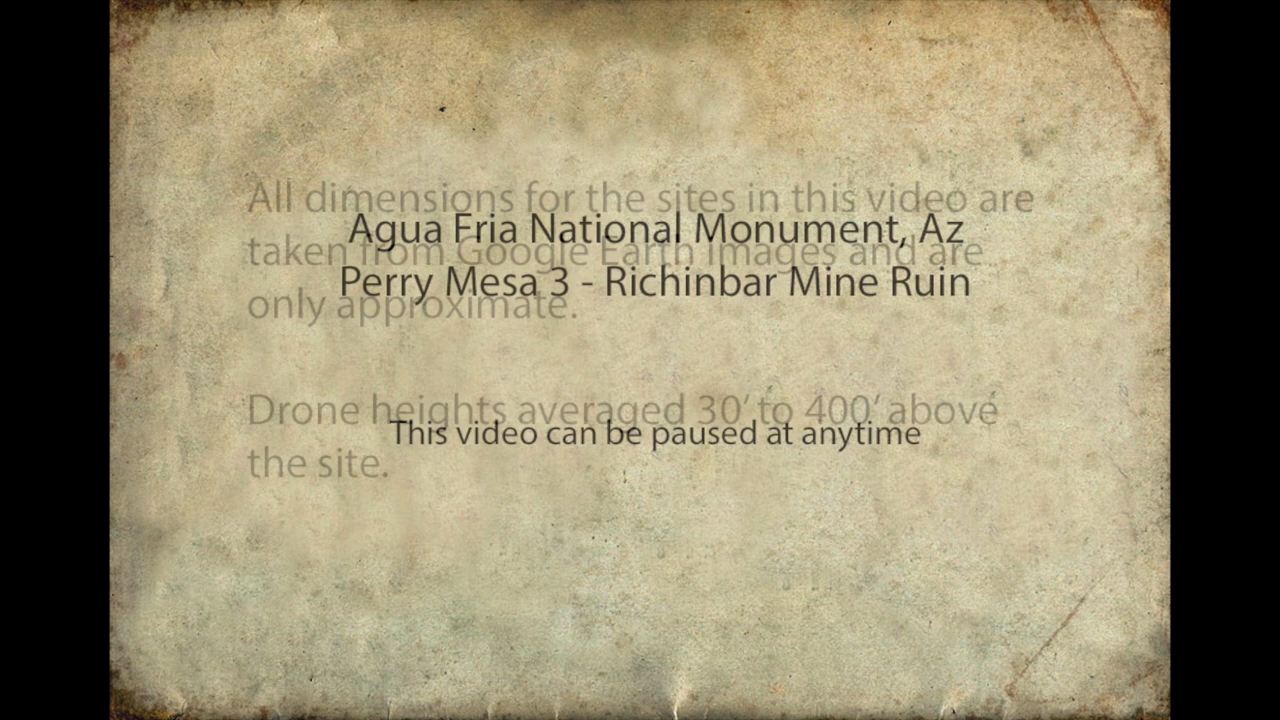 All dimensions for the sites in this video are
Agua Fria National Monument, Az
taken from Google Earth Images and are
Perry Mesa 3 - Richinbar Mine Ruin
only approximate.
Drone heights averaged 30’ to 400’ above
This video can be paused at anytime
the site.